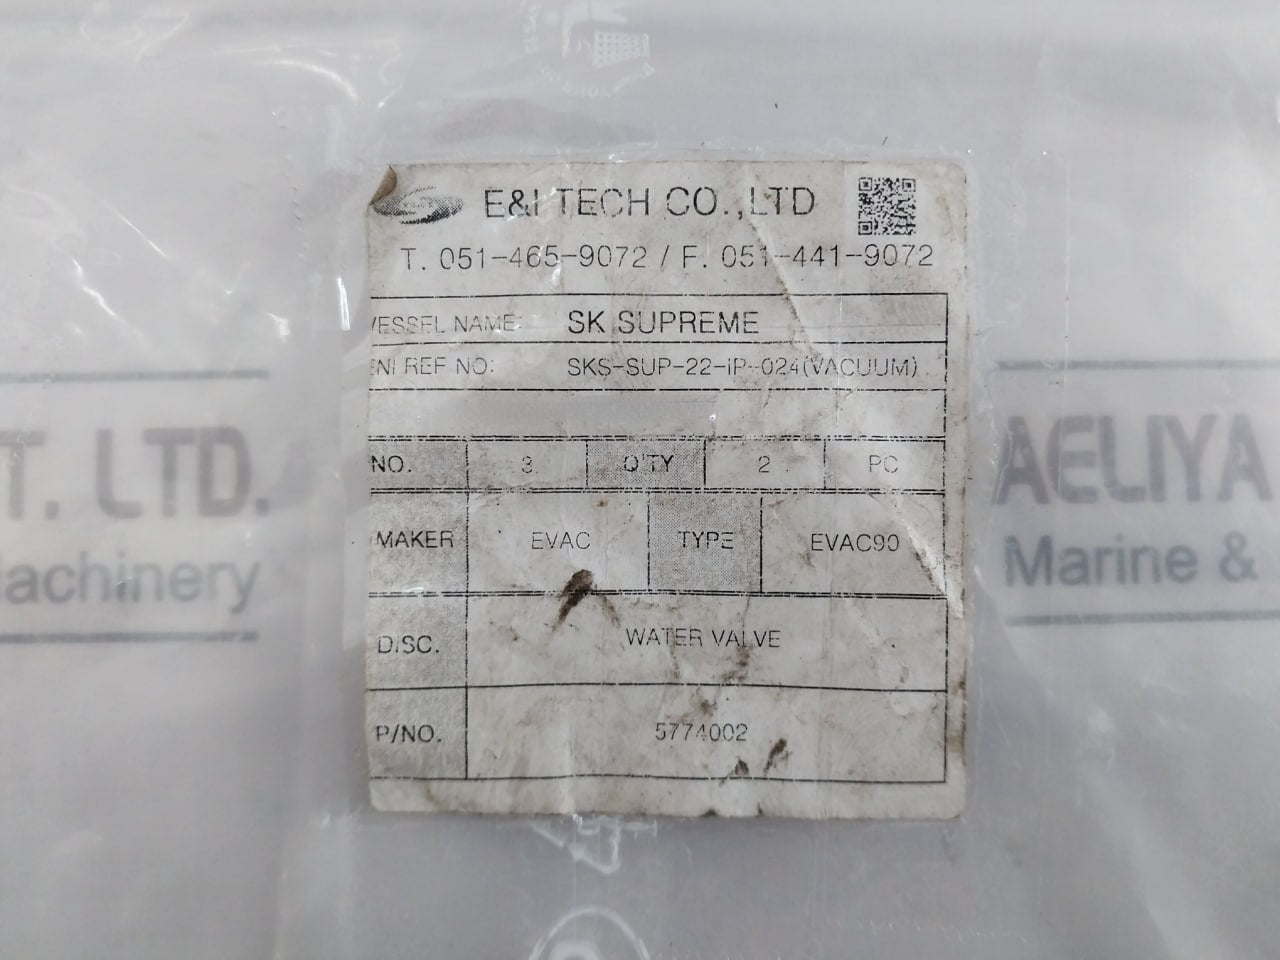 E&I TECH CO.,LTD
T. 051-465-9072 / F. 051-441-9072
VESSEL NAME: SK SUPREME
ENI REF NO: SKS-SUP-22-IP-024(VACUUM)
NO. 3 Q'TY 2 PC
MAKER EVAC TYPE EVAC90
DISC. WATER VALVE
P/NO. 5774002
T. LTD.
Machinery
AELIYA
Marine &